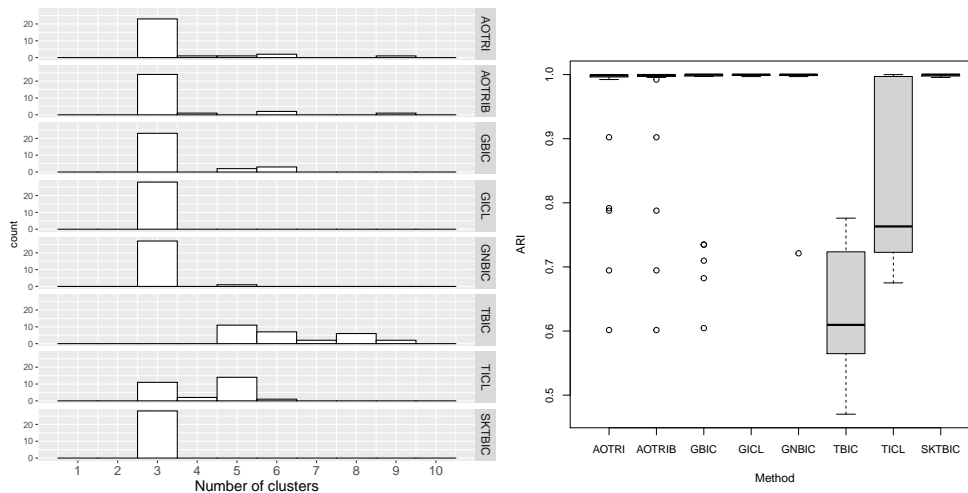 count
20
10
0
AOTRI
20
10
0
AOTRIB
20
10
0
GBIC
20
10
0
GICL
20
10
0
GNBIC
20
10
0
TBIC
20
10
0
TICL
20
10
0
SKTBIC
1 2 3 4 5 6 7 8 9 10
Number of clusters
ARI
1.0
0.9
0.8
0.7
0.6
0.5
AOTRI AOTRIB GBIC GICL GNBIC TBIC TICL SKTBIC
Method